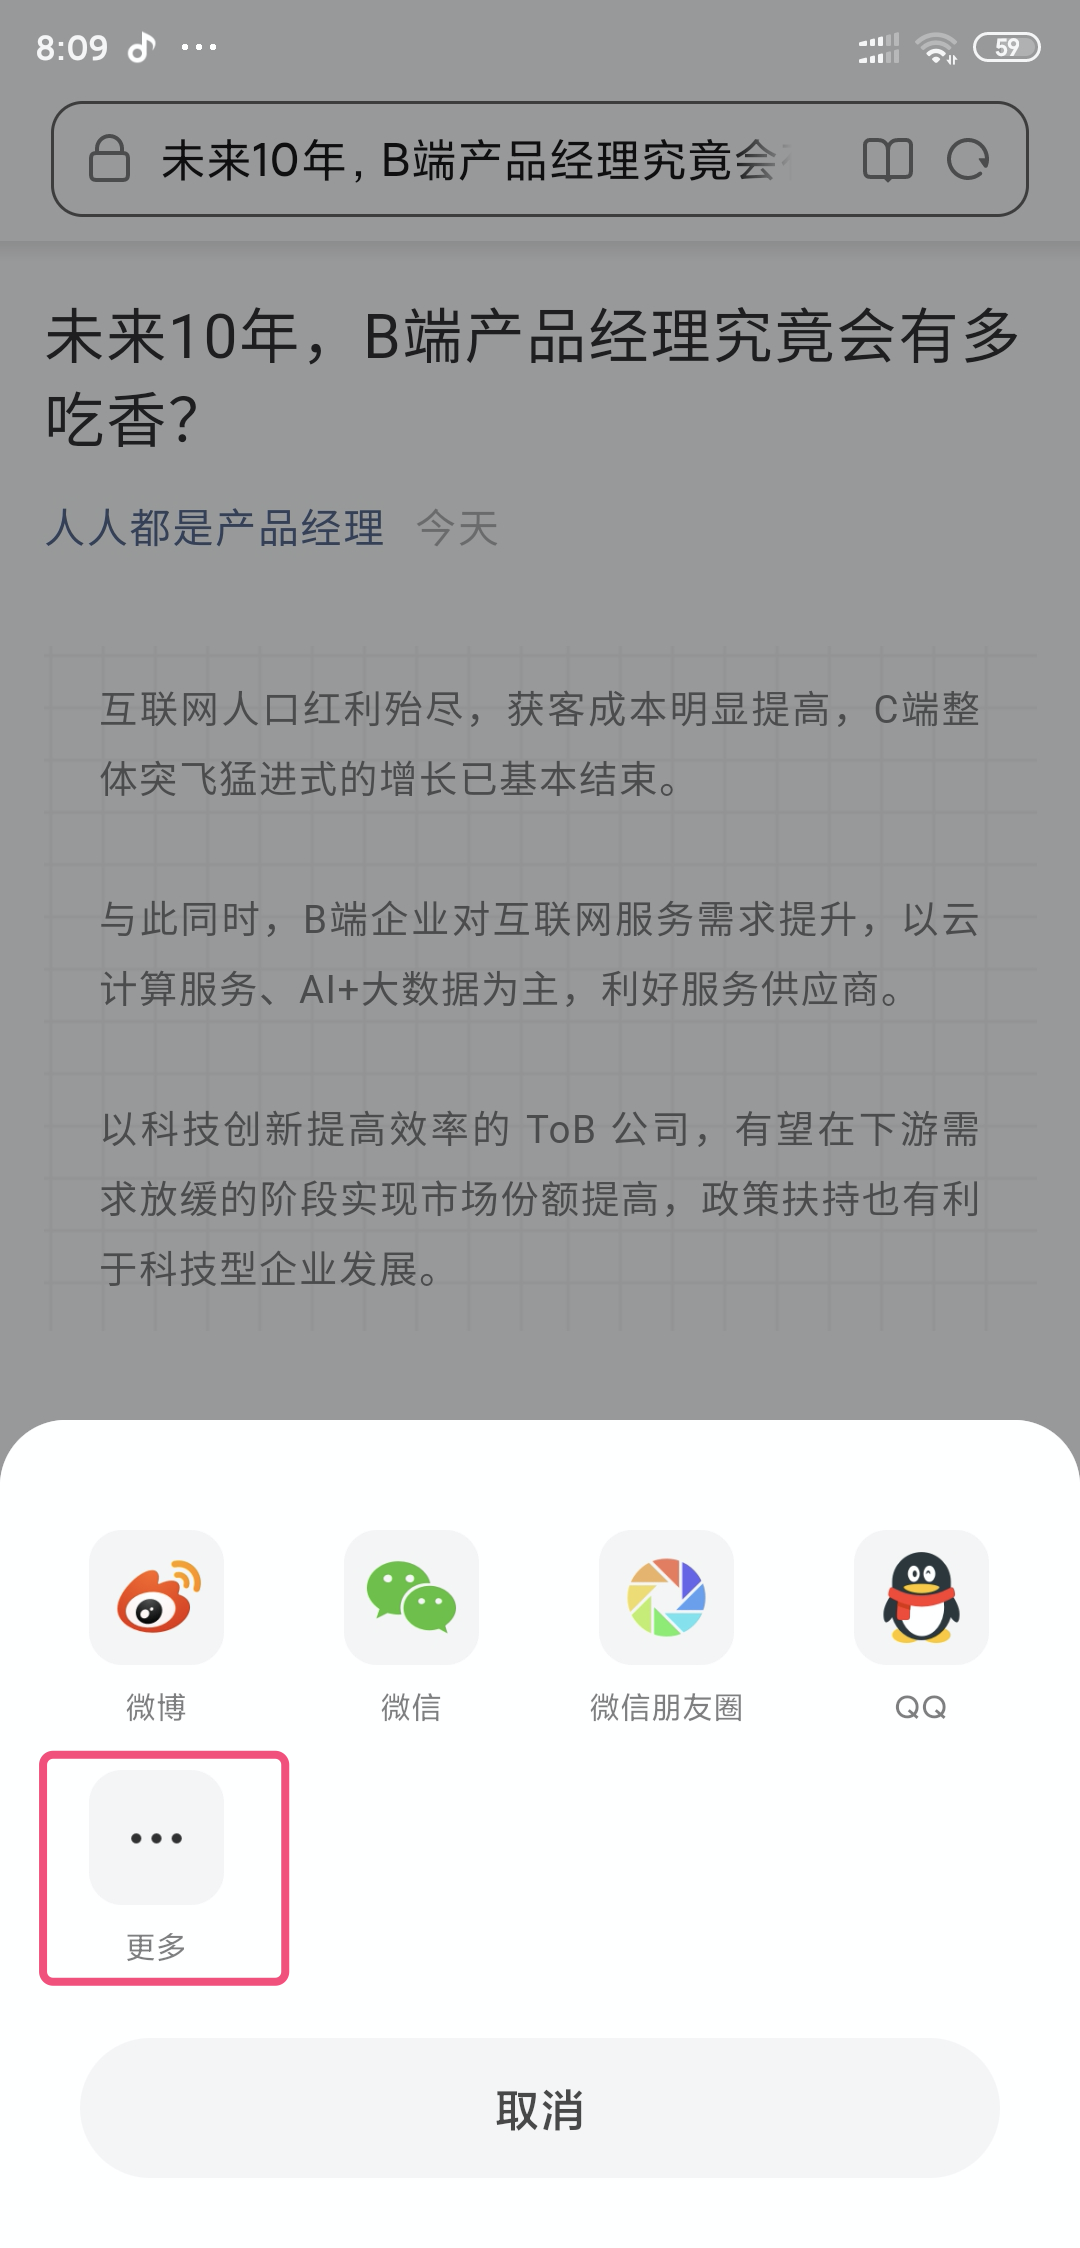 8:09
59
未来10年，B端产品经理究竟会
未来10年，B端产品经理究竟会有多
吃香？
人人都是产品经理 今天
互联网人口红利殆尽，获客成本明显提高，C端整
体突飞猛进式的增长已基本结束。
与此同时，B端企业对互联网服务需求提升，以云
计算服务、AI+大数据为主，利好服务供应商。
以科技创新提高效率的 ToB 公司，有望在下游需
求放缓的阶段实现市场份额提高，政策扶持也有利
于科技型企业发展。
微博 微信 微信朋友圈 QQ
更多
取消